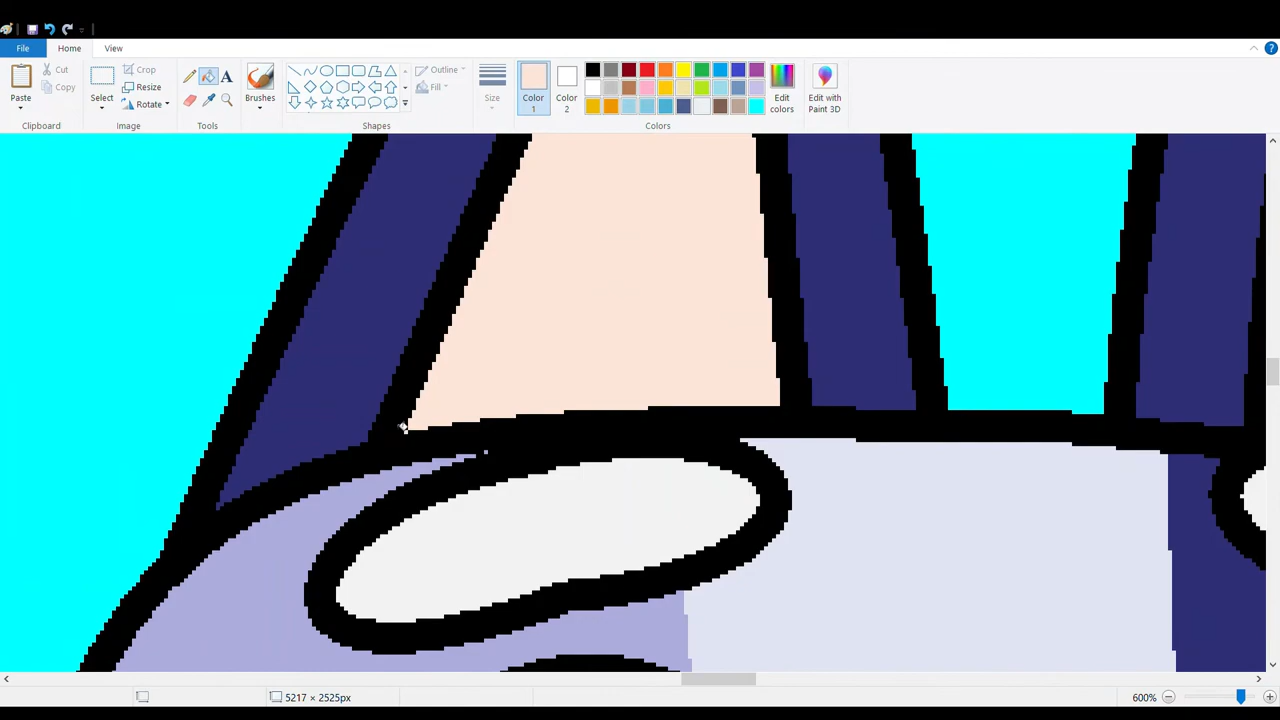 File Home View
Paste Cut Copy Clipboard
Select Crop Resize Rotate Image
A Tools
Brushes
Outline Fill Shapes
Size
Color 1 Color 2 Edit colors Colors
Edit with Paint 3D
?
5217 × 2525px 600%